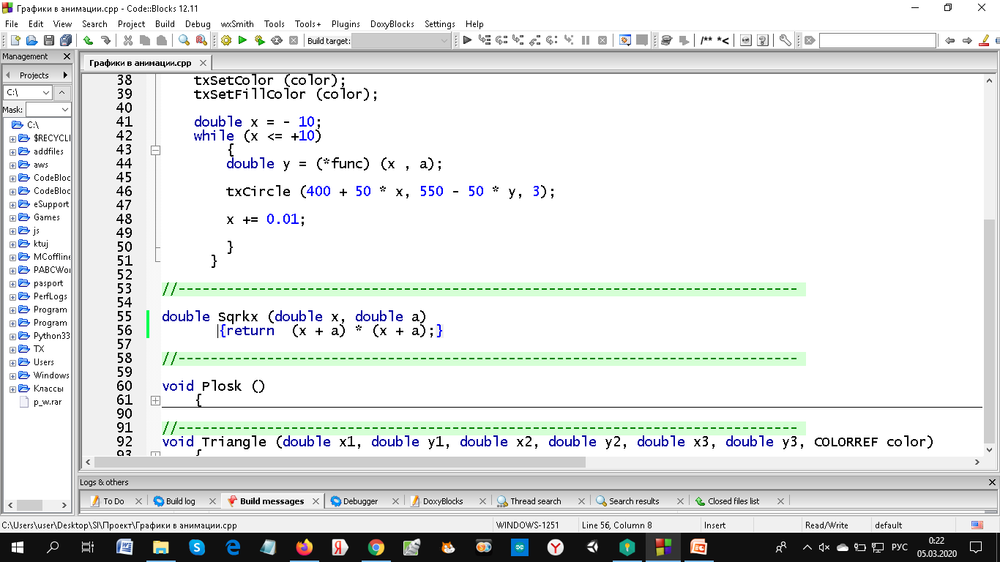 Графики в анимации.cpp - Code::Blocks 12.11
File Edit View Search Project Build Debug wxSmith Tools Tools+ Plugins DoxyBlocks Settings Help
Build target: /** *<
Management
Projects
C:\
Mask:
C:\
$RECYCLI
addfiles
aws
CodeBloc
CodeBloc
eSupport
Games
js
ktuj
MCoffline
PABCWor
pasport
PerfLogs
Program
Program
Python33
TX
Users
Windows
Классы
p_w.rar
Графики в анимации.cpp
38 txSetColor (color);
39 txSetFillColor (color);
40
41 double x = - 10;
42 while (x <= +10)
43 {
44 double y = (*func) (x , a);
45
46 txCircle (400 + 50 * x, 550 - 50 * y, 3);
47
48 x += 0.01;
49
50 }
51 }
52
53 //-----------------------------------------------------------------------------
54
55 double Sqrkx (double x, double a)
56 {return  (x + a) * (x + a);}
57
58 //-----------------------------------------------------------------------------
59
60 void Plosk ()
61 {
90
91 //-----------------------------------------------------------------------------
92 void Triangle (double x1, double y1, double x2, double y2, double x3, double y3, COLORREF color)
93 {
Logs & others
To Do Build log Build messages Debugger DoxyBlocks Thread search Search results Closed files list
C:\Users\user\Desktop\SI\Проект\Графики в анимации.cpp WINDOWS-1251 Line 56, Column 8 Insert Read/Write default
РУС 0:22
05.03.2020